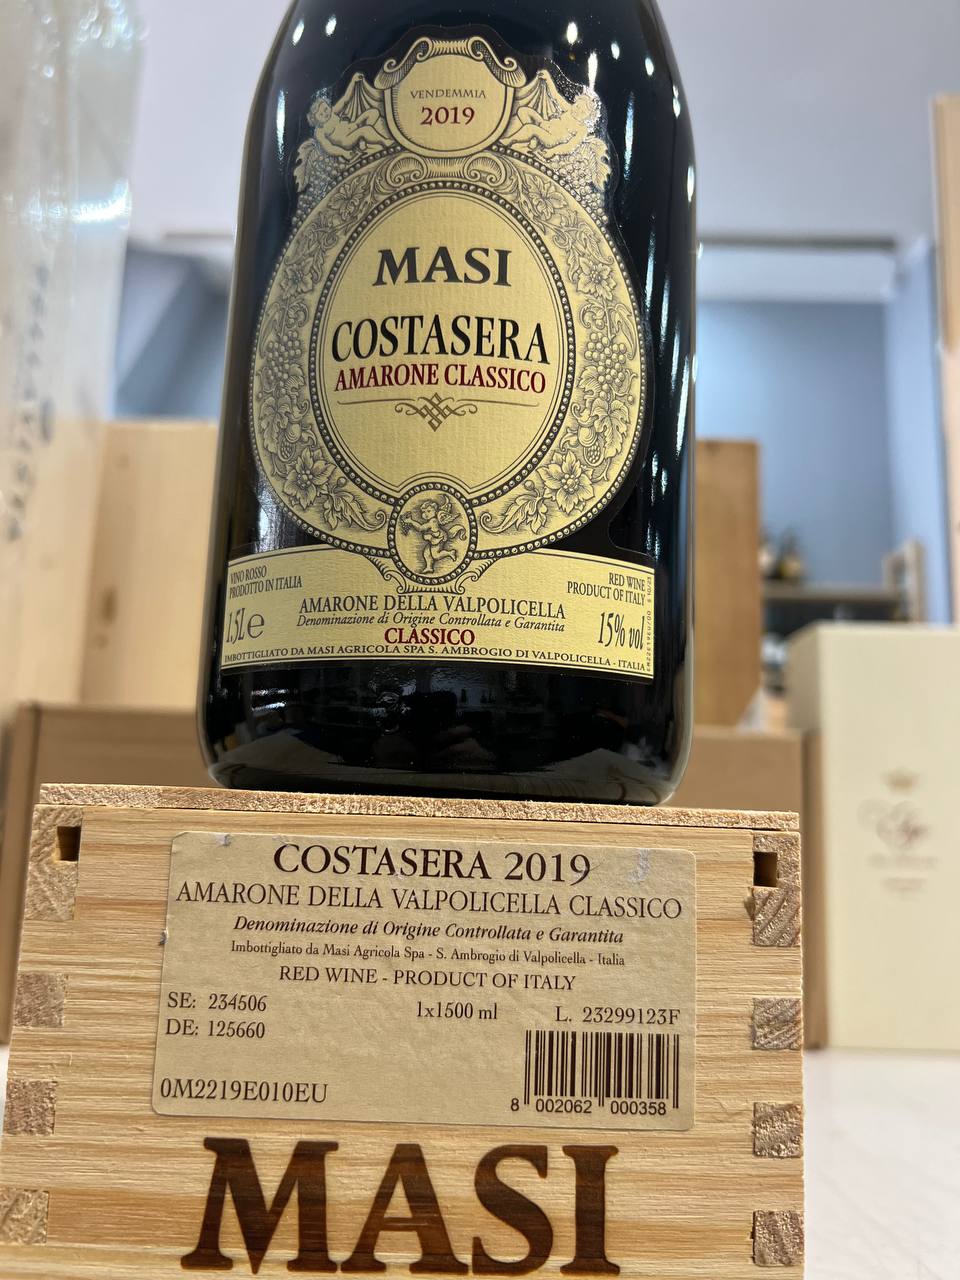 VENDEMMIA
2019
MASI
COSTASERA
AMARONE CLASSICO
VINO ROSSO
PRODOTTO IN ITALIA
RED WINE
PRODUCT OF ITALY
1.5L e
AMARONE DELLA VALPOLICELLA
Denominazione di Origine Controllata e Garantita
CLASSICO
15% vol
IMBOTTIGLIATO DA MASI AGRICOLA SPA S. AMBROGIO DI VALPOLICELLA - ITALIA
COSTASERA 2019
AMARONE DELLA VALPOLICELLA CLASSICO
Denominazione di Origine Controllata e Garantita
Imbottigliato da Masi Agricola Spa - S. Ambrogio di Valpolicella - Italia
RED WINE - PRODUCT OF ITALY
SE: 234506
1x1500 ml
L. 23299123F
DE: 125660
0M2219E010EU
8 002062 000358
MASI